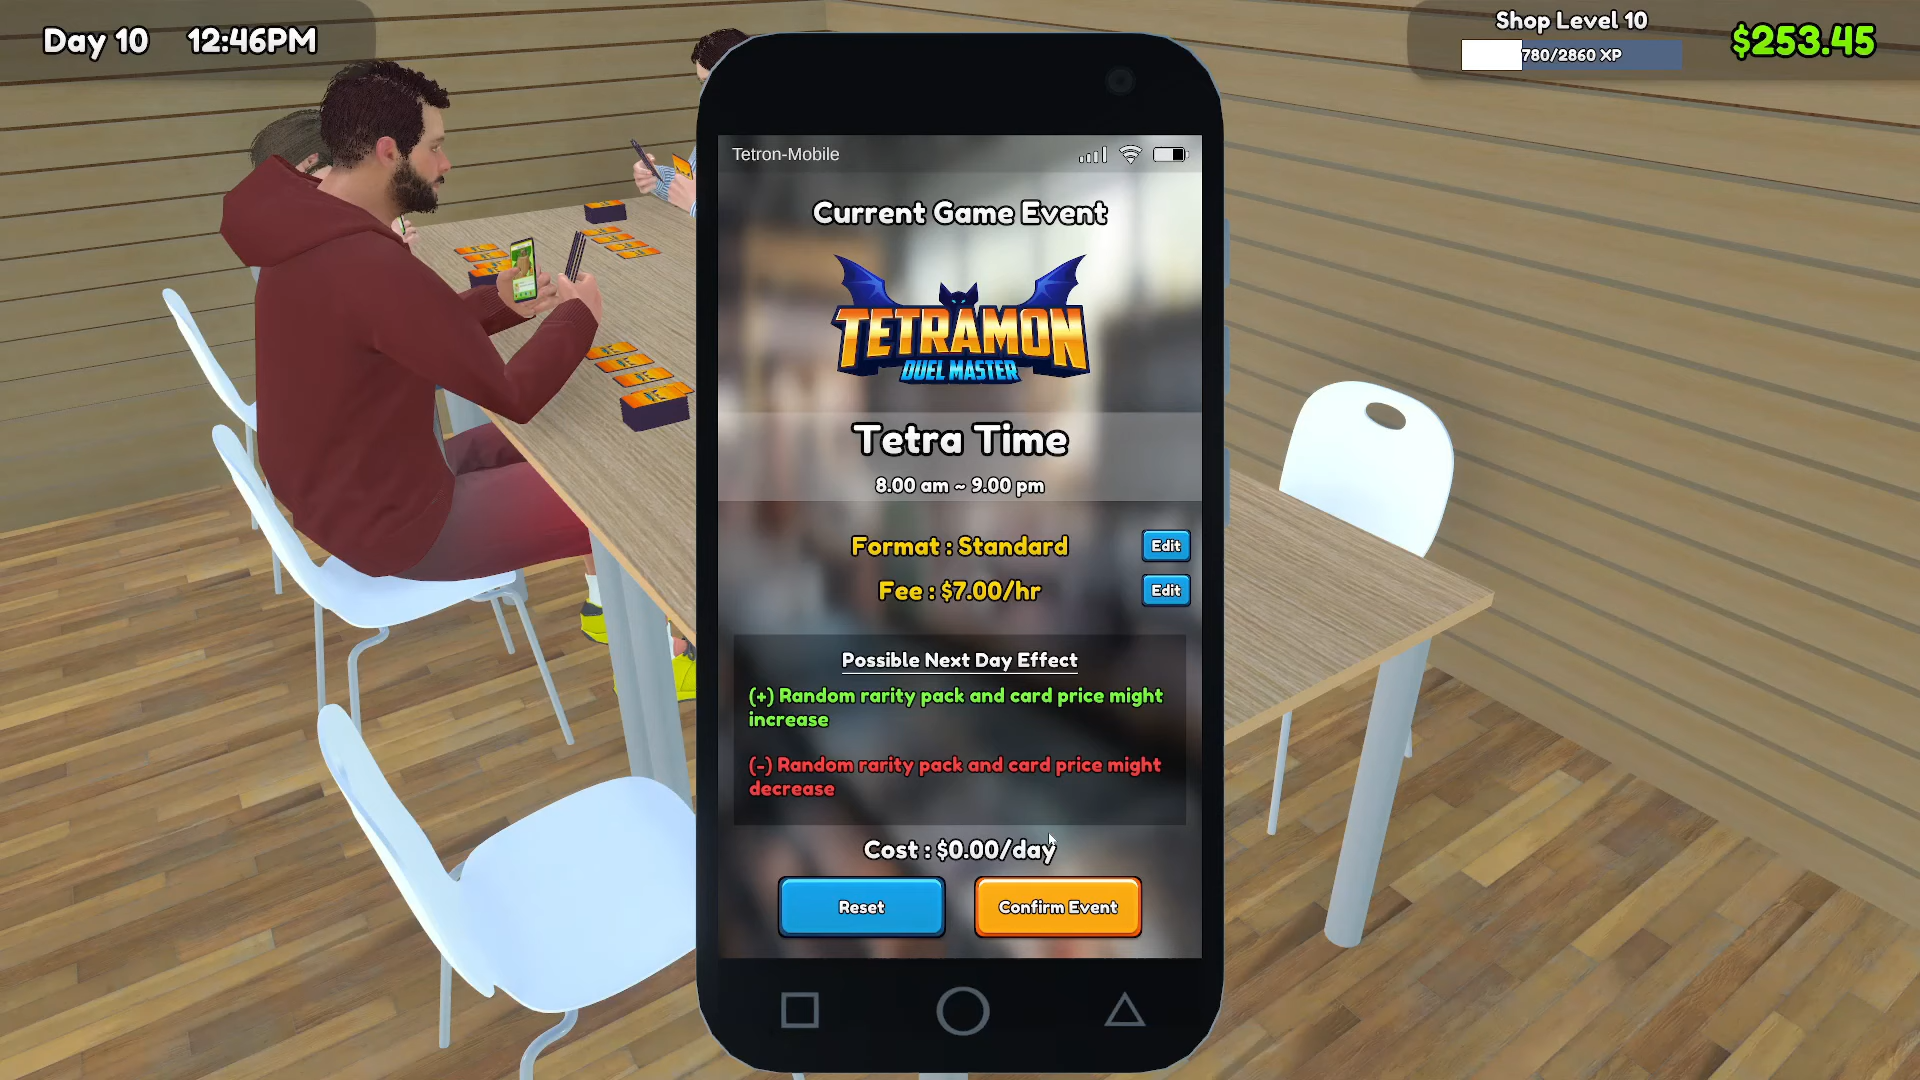 Day 10 12:46PM
Shop Level 10
780/2860 XP
$253.45
Tetron-Mobile
Current Game Event
TETRAMON
DUEL MASTER
Tetra Time
8.00 am ~ 9.00 pm
Format : Standard
Edit
Fee : $7.00/hr
Edit
Possible Next Day Effect
(+) Random rarity pack and card price might
increase
(-) Random rarity pack and card price might
decrease
Cost : $0.00/day
Reset
Confirm Event